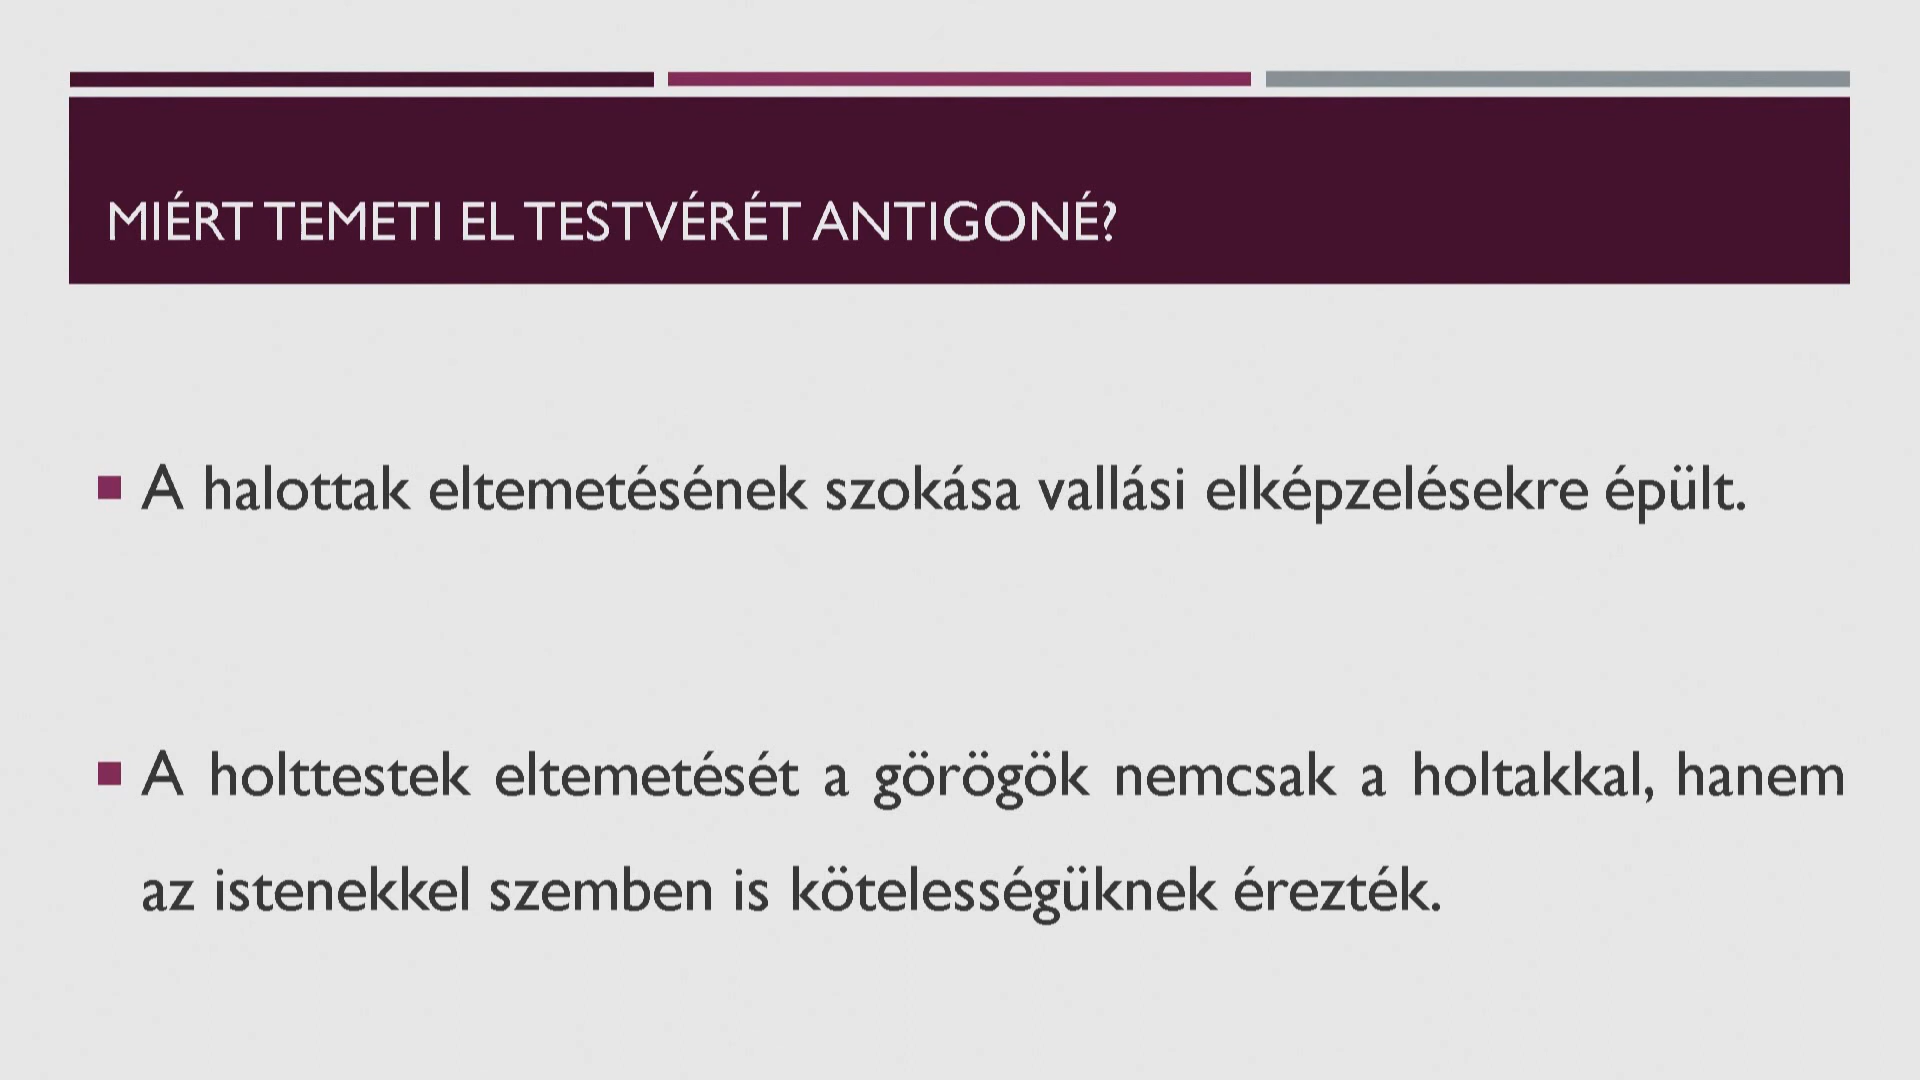 MIÉRT TEMETI EL TESTVÉRÉT ANTIGONÉ?
A halottak eltemetésének szokása vallási elképzelésekre épült.
A holttestek eltemetését a görögök nemcsak a holtakkal, hanem
az istenekkel szemben is kötelességüknek érezték.